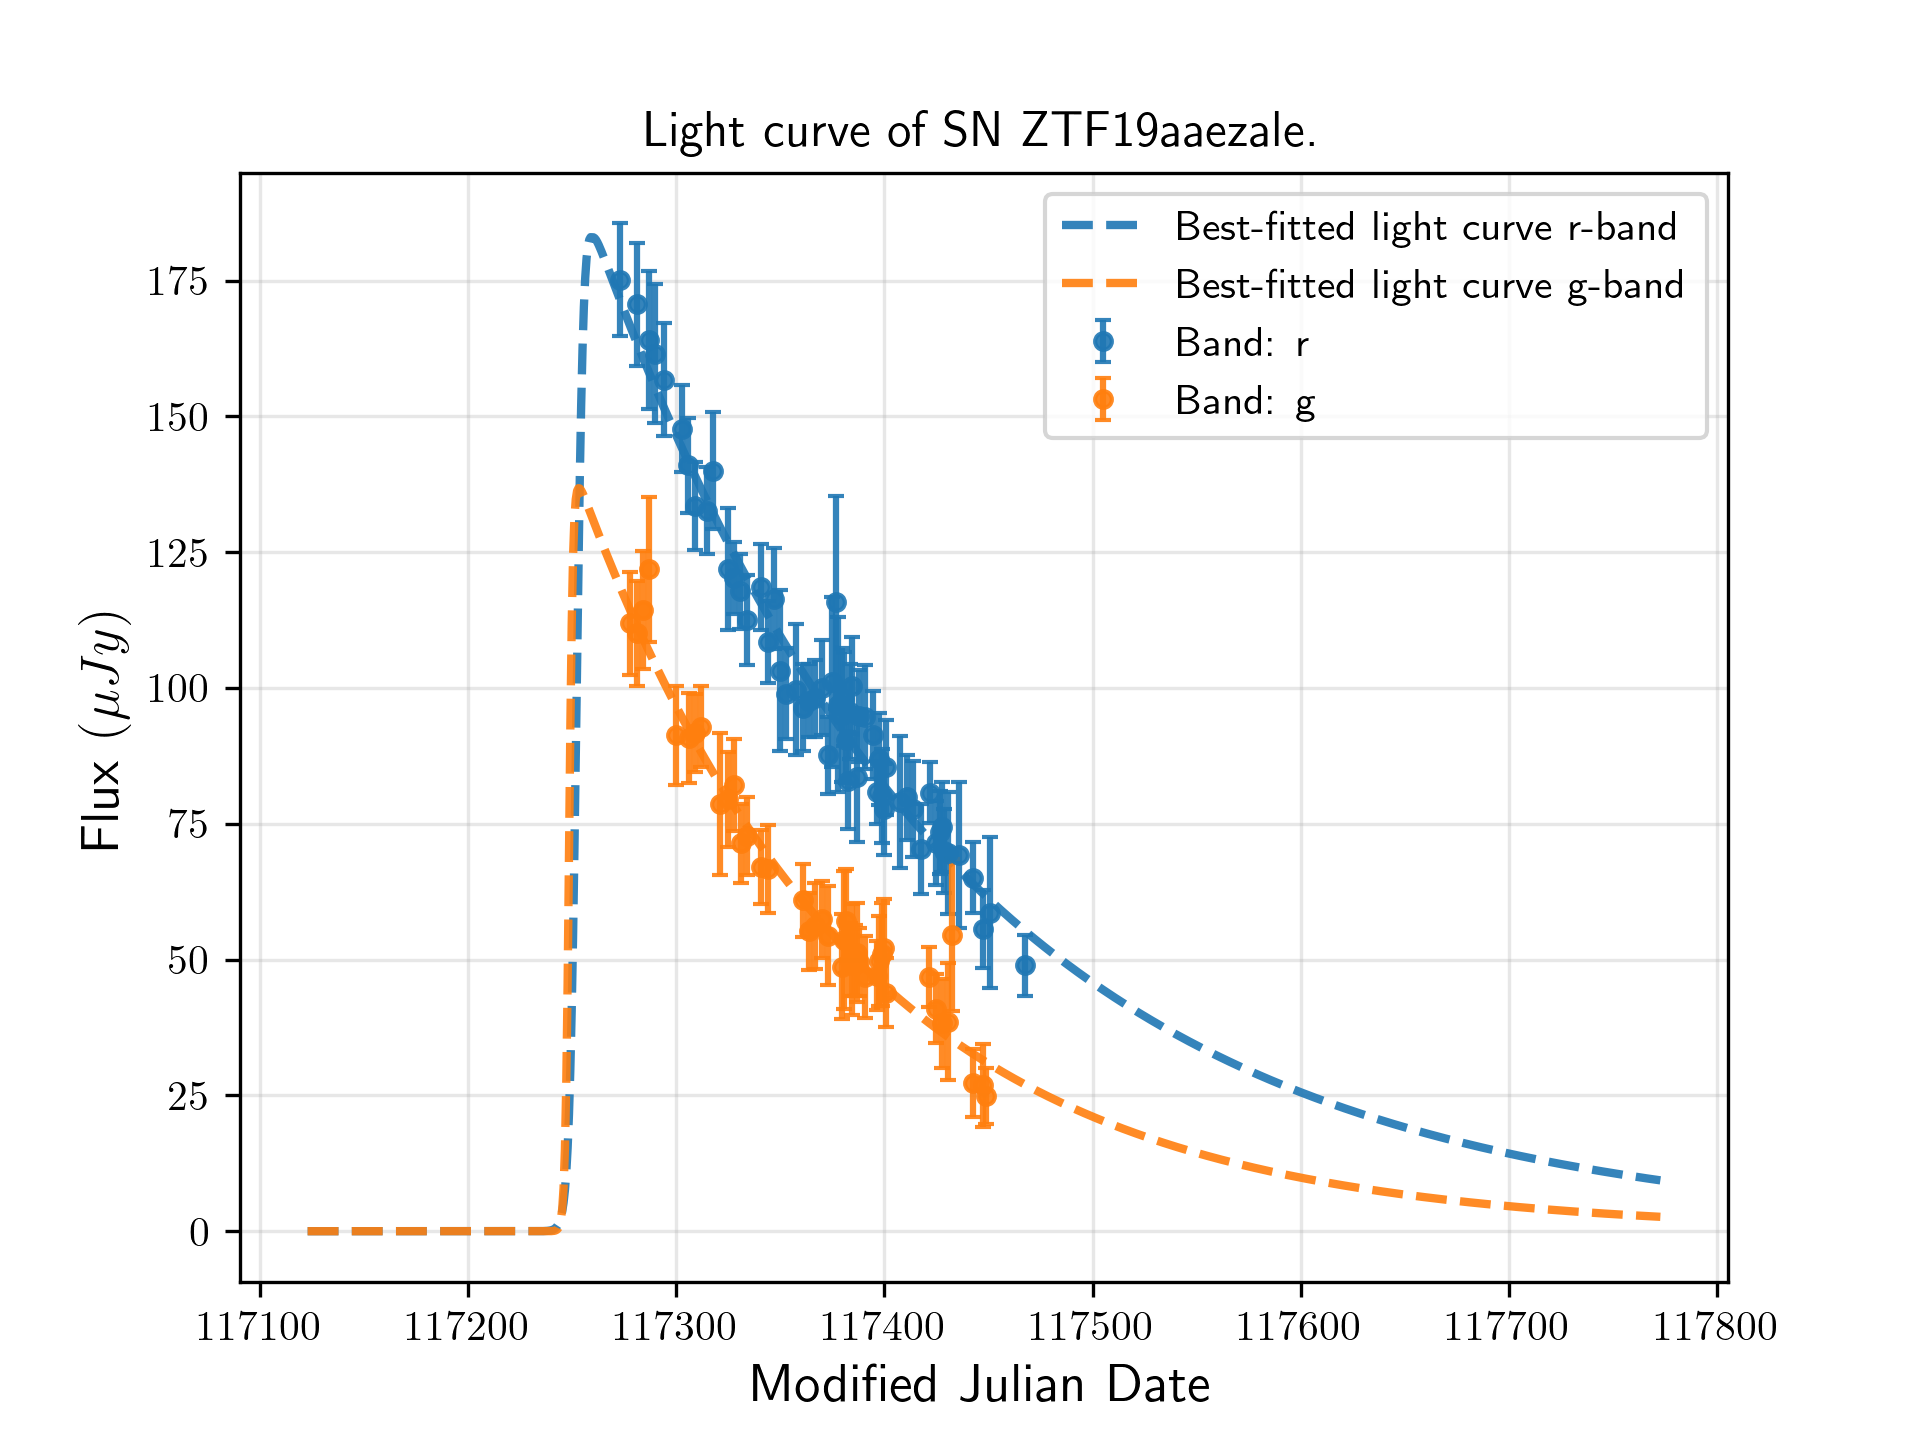 Light curve of SN ZTF19aaezale.
Best-fitted light curve r-band
Best-fitted light curve g-band
Band: r
Band: g
175
150
125
100
75
50
25
0
Flux (μJy)
117100 117200 117300 117400 117500 117600 117700 117800
Modified Julian Date